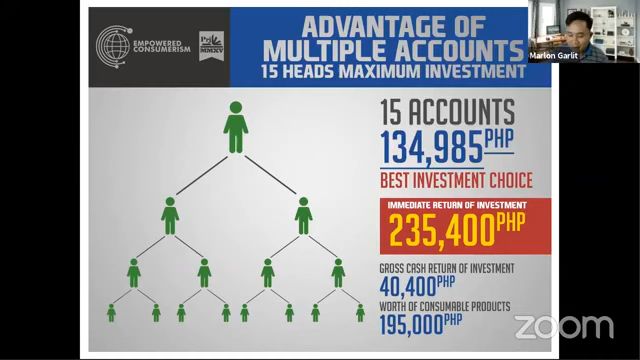 EMPOWERED
CONSUMERISM
MMXV
ADVANTAGE OF
MULTIPLE ACCOUNTS
15 HEADS MAXIMUM INVESTMENT
Marlon Garlit
15 ACCOUNTS
134,985PHP
BEST INVESTMENT CHOICE
IMMEDIATE RETURN OF INVESTMENT
235,400PHP
GROSS CASH RETURN OF INVESTMENT
40,400PHP
WORTH OF CONSUMABLE PRODUCTS
195,000PHP
zoom